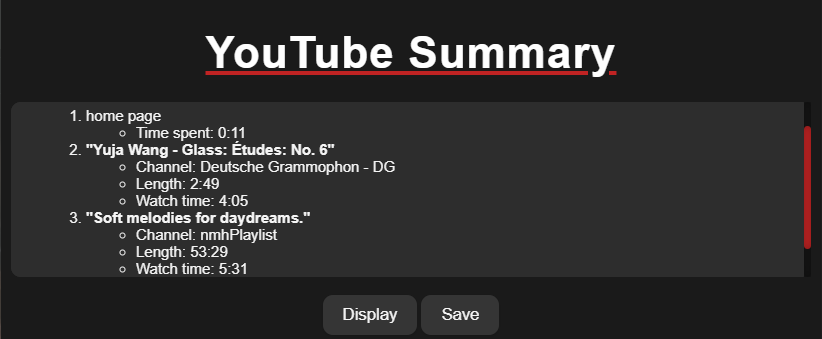 YouTube Summary
1. home page
○ Time spent: 0:11
2. "Yuja Wang - Glass: Études: No. 6"
○ Channel: Deutsche Grammophon - DG
○ Length: 2:49
○ Watch time: 4:05
3. "Soft melodies for daydreams."
○ Channel: nmhPlaylist
○ Length: 53:29
○ Watch time: 5:31
Display Save